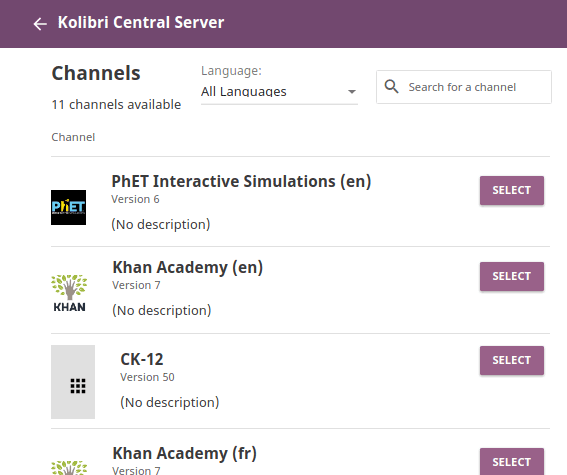 Kolibri Central Server
Channels
Language:
All Languages
Search for a channel
11 channels available
Channel
PhET Interactive Simulations (en)
Version 6
SELECT
PhET
(No description)
Khan Academy (en)
Version 7
SELECT
KHAN
(No description)
CK-12
Version 50
SELECT
(No description)
Khan Academy (fr)
Version 7
SELECT